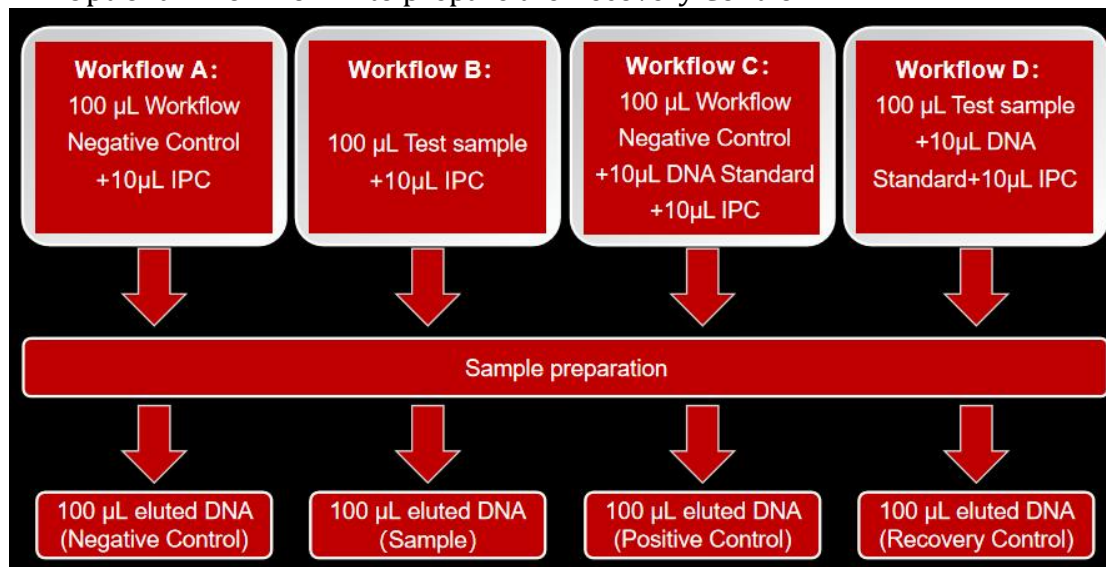 Workflow A:
100 µL Workflow
Negative Control
+10µL IPC
Workflow B:
100 µL Test sample
+10µL IPC
Workflow C:
100 µL Workflow
Negative Control
+10µL DNA Standard
+10µL IPC
Workflow D:
100 µL Test sample
+10µL DNA
Standard+10µL IPC
Sample preparation
100 µL eluted DNA
(Negative Control)
100 µL eluted DNA
(Sample)
100 µL eluted DNA
(Positive Control)
100 µL eluted DNA
(Recovery Control)